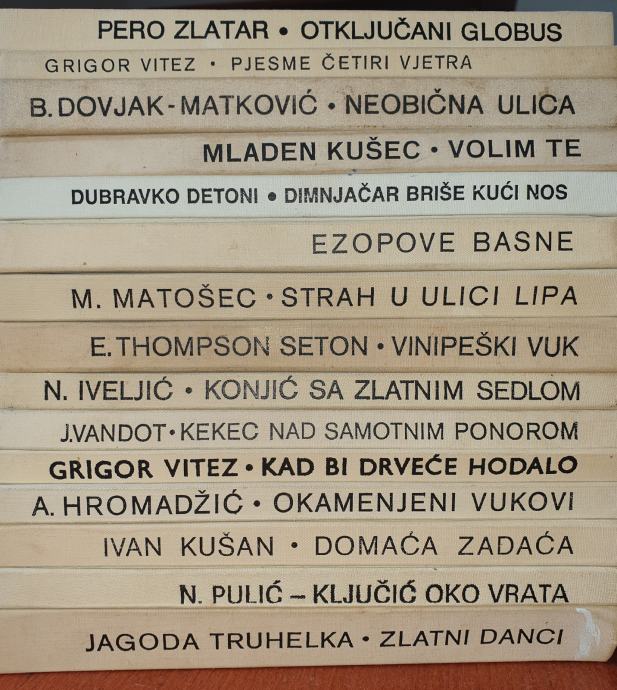 PERO ZLATAR • OTKLJUČANI GLOBUS
GRIGOR VITEZ • PJESME ČETIRI VJETRA
B. DOVJAK-MATKOVIĆ • NEOBIČNA ULICA
MLADEN KUŠEC • VOLIM TE
DUBRAVKO DETONI • DIMNJAČAR BRIŠE KUĆI NOS
EZOPOVE BASNE
M. MATOŠEC • STRAH U ULICI LIPA
E. THOMPSON SETON • VINIPEŠKI VUK
N. IVELJIĆ • KONJIĆ SA ZLATNIM SEDLOM
J. VANDOT • KEKEC NAD SAMOTNIM PONOROM
GRIGOR VITEZ • KAD BI DRVEĆE HODALO
A. HROMADŽIĆ • OKAMENJENI VUKOVI
IVAN KUŠAN • DOMAĆA ZADAĆA
N. PULIĆ – KLJUČIĆ OKO VRATA
JAGODA TRUHELKA • ZLATNI DANCI